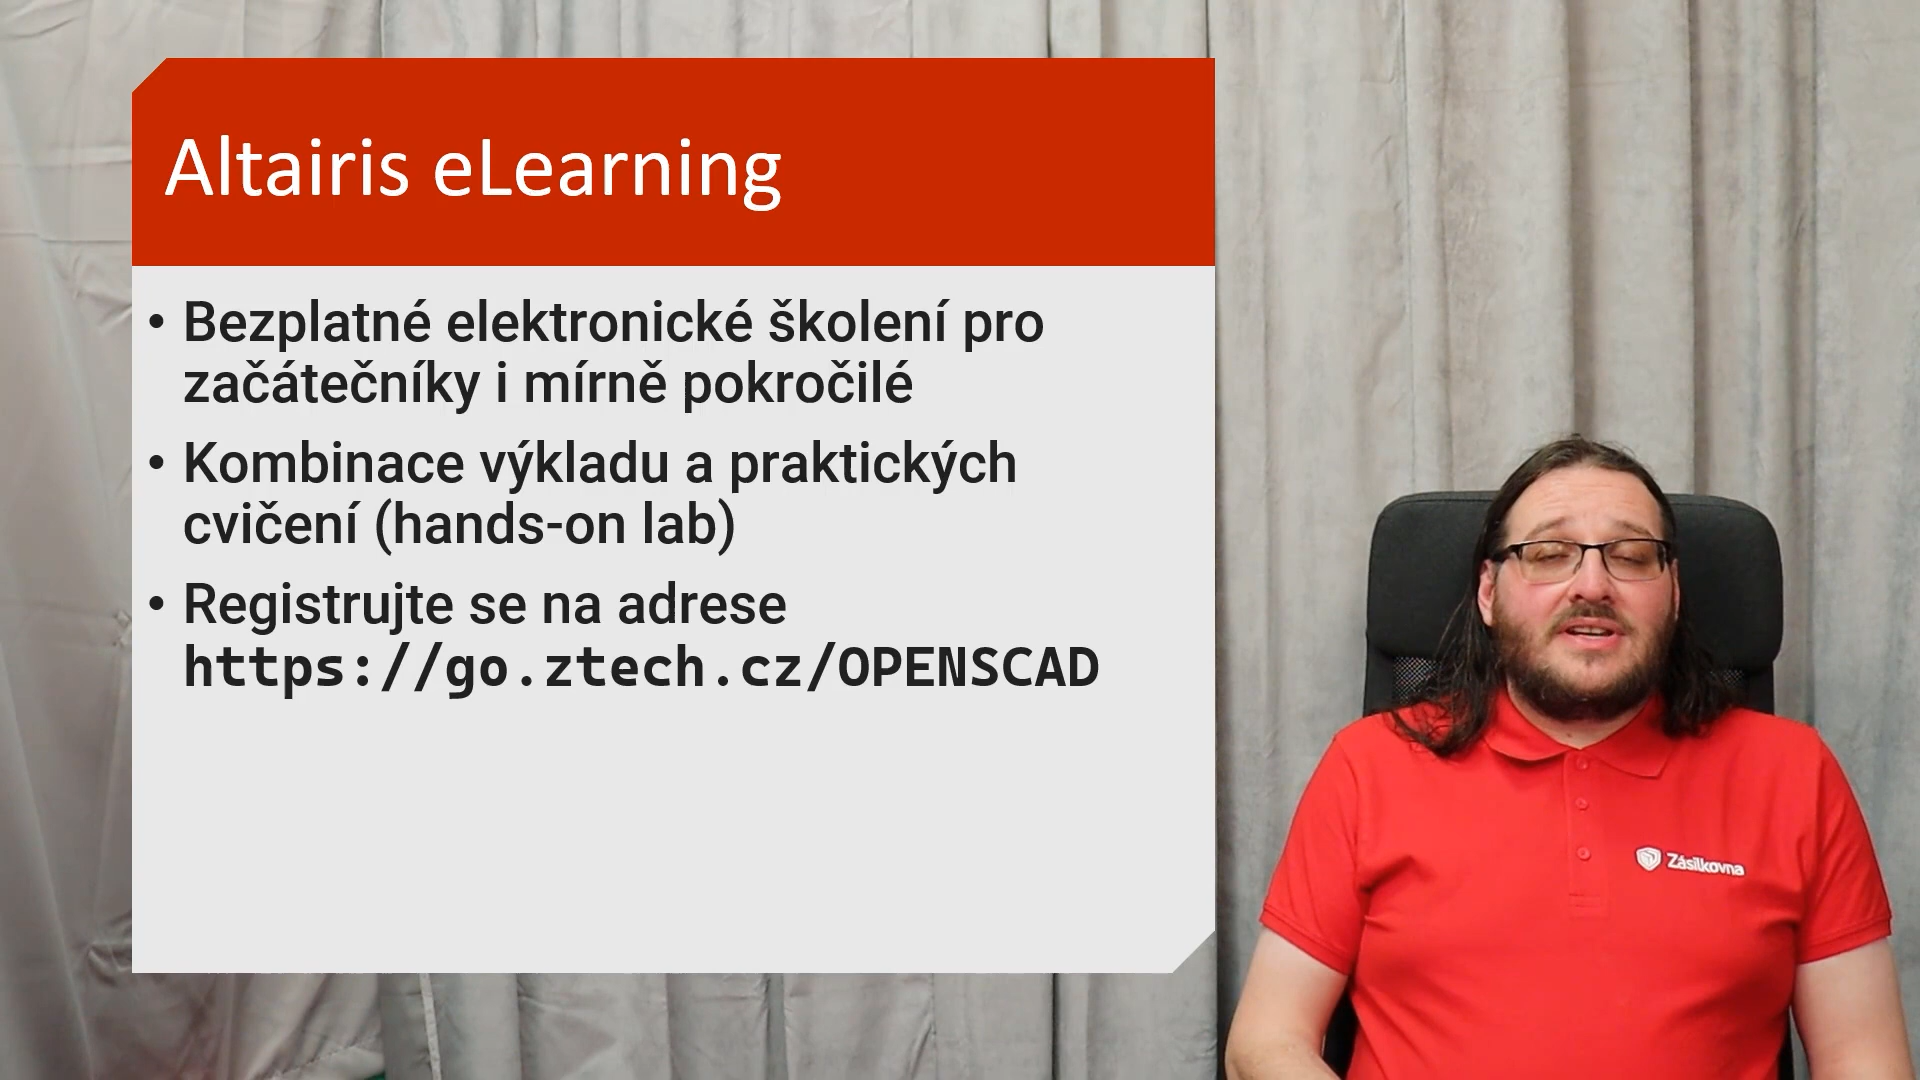 Altairis eLearning
• Bezplatné elektronické školení pro
začátečníky i mírně pokročilé
• Kombinace výkladu a praktických
cvičení (hands-on lab)
• Registrujte se na adrese
https://go.ztech.cz/OPENSCAD
Zásilkovna